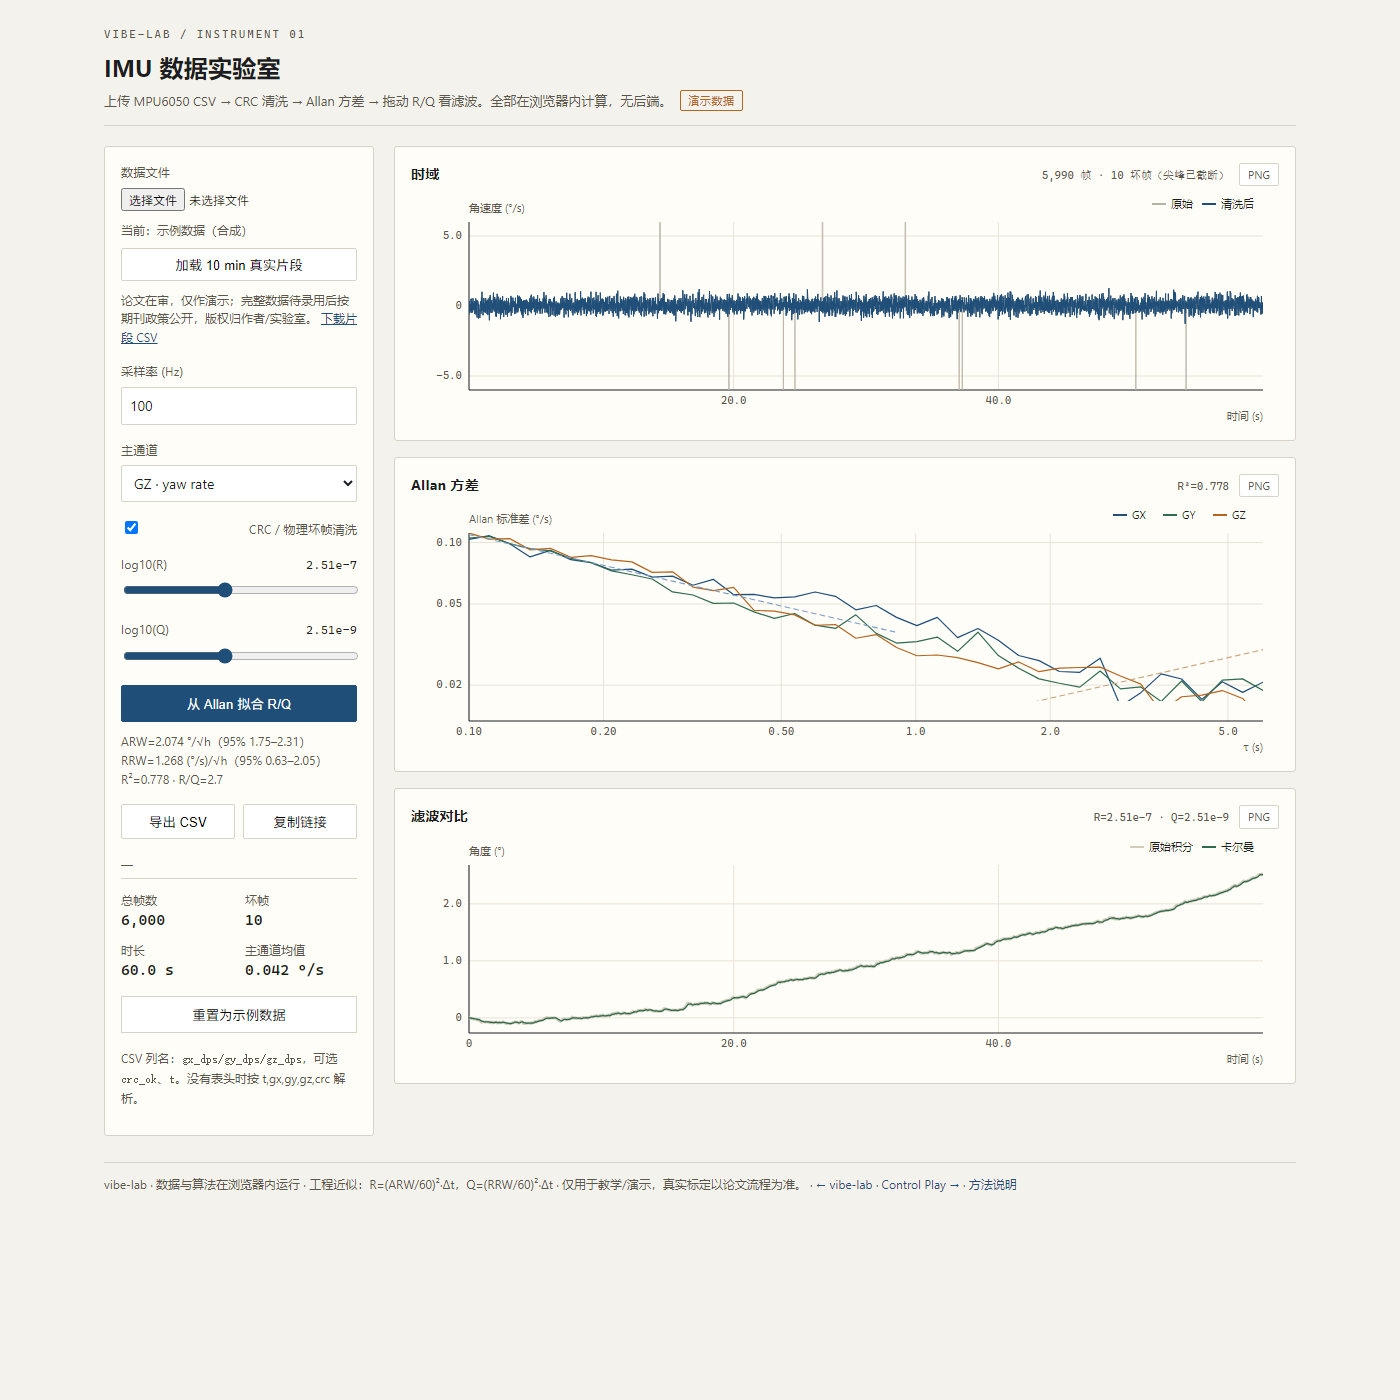 VIBE-LAB / INSTRUMENT 01
IMU 数据实验室
上传 MPU6050 CSV → CRC 清洗 → Allan 方差 → 拖动 R/Q 看滤波。全部在浏览器内计算，无后端。 演示数据
数据文件
选择文件 未选择文件
当前：示例数据（合成）
加载 10 min 真实片段
论文在审，仅作演示；完整数据待录用后按
期刊政策公开，版权归作者/实验室。 下载片
段 CSV
采样率 (Hz)
100
主通道
GZ · yaw rate
CRC / 物理坏帧清洗
log10(R) 2.51e-7
log10(Q) 2.51e-9
从 Allan 拟合 R/Q
ARW=2.074 °/√h（95% 1.75–2.31）
RRW=1.268 (°/s)/√h（95% 0.63–2.05）
R²=0.778 · R/Q=2.7
导出 CSV 复制链接
—
总帧数 坏帧
6,000 10
时长 主通道均值
60.0 s 0.042 °/s
重置为示例数据
CSV 列名：gx_dps/gy_dps/gz_dps，可选
crc_ok、t。没有表头时按 t,gx,gy,gz,crc 解
析。
时域 5,990 帧 · 10 坏帧（尖峰已截断） PNG
角速度 (°/s) 原始 清洗后
5.0
0
−5.0
20.0 40.0
时间 (s)
Allan 方差 R²=0.778 PNG
Allan 标准差 (°/s) GX GY GZ
0.10
0.05
0.02
0.10 0.20 0.50 1.0 2.0 5.0
τ (s)
滤波对比 R=2.51e-7 · Q=2.51e-9 PNG
角度 (°) 原始积分 卡尔曼
2.0
1.0
0
0 20.0 40.0
时间 (s)
vibe-lab · 数据与算法在浏览器内运行 · 工程近似：R=(ARW/60)²·Δt，Q=(RRW/60)²·Δt · 仅用于教学/演示，真实标定以论文流程为准。 · ← vibe-lab · Control Play → · 方法说明